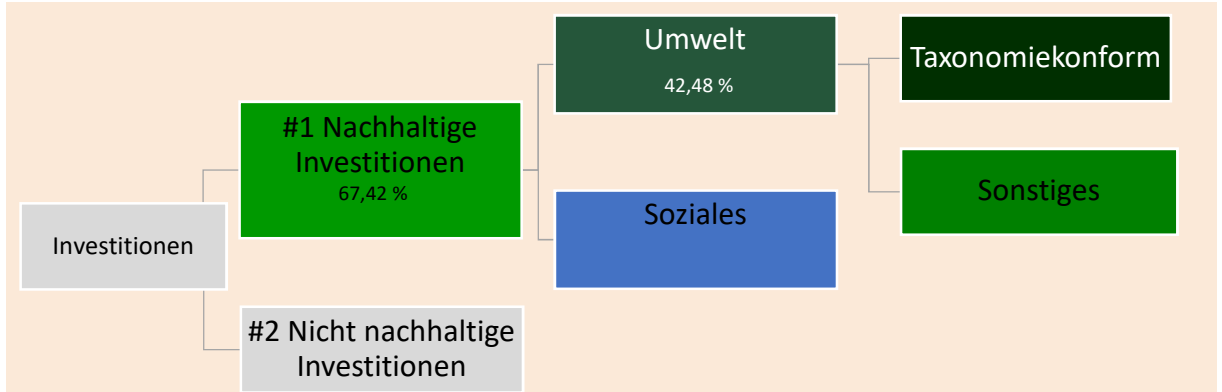 Investitionen
#1 Nachhaltige
Investitionen
67,42 %
#2 Nicht nachhaltige
Investitionen
Umwelt
42,48 %
Soziales
Taxonomiekonform
Sonstiges